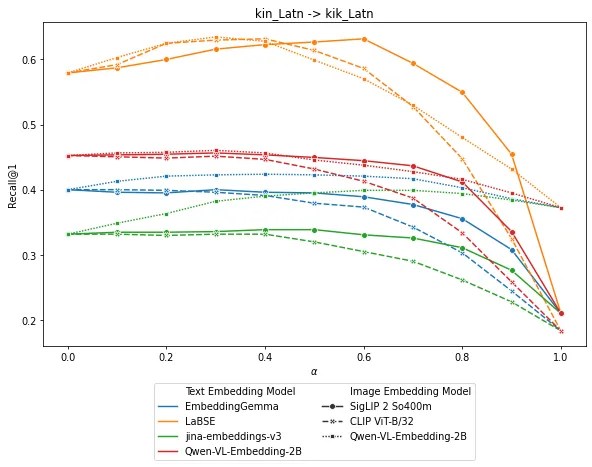 kin_Latn -> kik_Latn
Recall@1
0.6
0.5
0.4
0.3
0.2
0.0 0.2 0.4 0.6 0.8 1.0
α
Text Embedding Model Image Embedding Model
EmbeddingGemma SigLIP 2 So400m
LaBSE CLIP ViT-B/32
jina-embeddings-v3 Qwen-VL-Embedding-2B
Qwen-VL-Embedding-2B